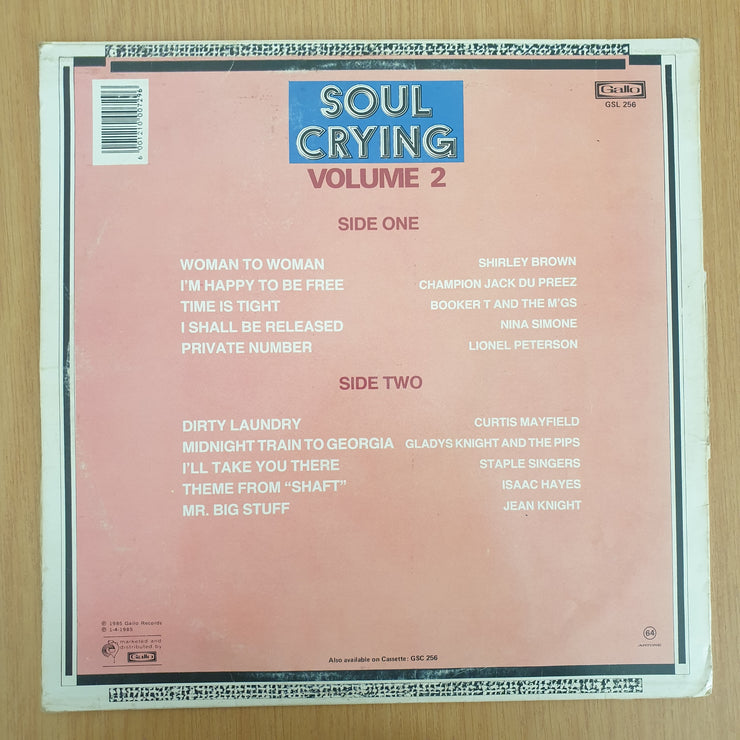 6 001210 007296
Gallo
GSL 256
SOUL
CRYING
VOLUME 2
SIDE ONE
WOMAN TO WOMAN SHIRLEY BROWN
I'M HAPPY TO BE FREE CHAMPION JACK DU PREEZ
TIME IS TIGHT BOOKER T AND THE M'GS
I SHALL BE RELEASED NINA SIMONE
PRIVATE NUMBER LIONEL PETERSON
SIDE TWO
DIRTY LAUNDRY CURTIS MAYFIELD
MIDNIGHT TRAIN TO GEORGIA GLADYS KNIGHT AND THE PIPS
I'LL TAKE YOU THERE STAPLE SINGERS
THEME FROM “SHAFT” ISAAC HAYES
MR. BIG STUFF JEAN KNIGHT
℗ 1985 Gallo Records
℗ 1-4-1985
marketed and
distributed by
Gallo
Also available on Cassette: GSC 256
64